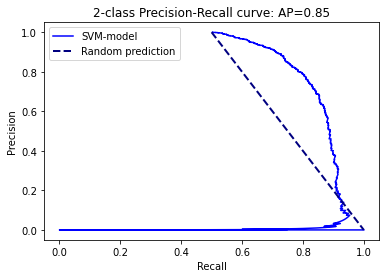 2-class Precision-Recall curve: AP=0.85
SVM-model
Random prediction
Precision
1.0
0.8
0.6
0.4
0.2
0.0
0.0 0.2 0.4 0.6 0.8 1.0
Recall